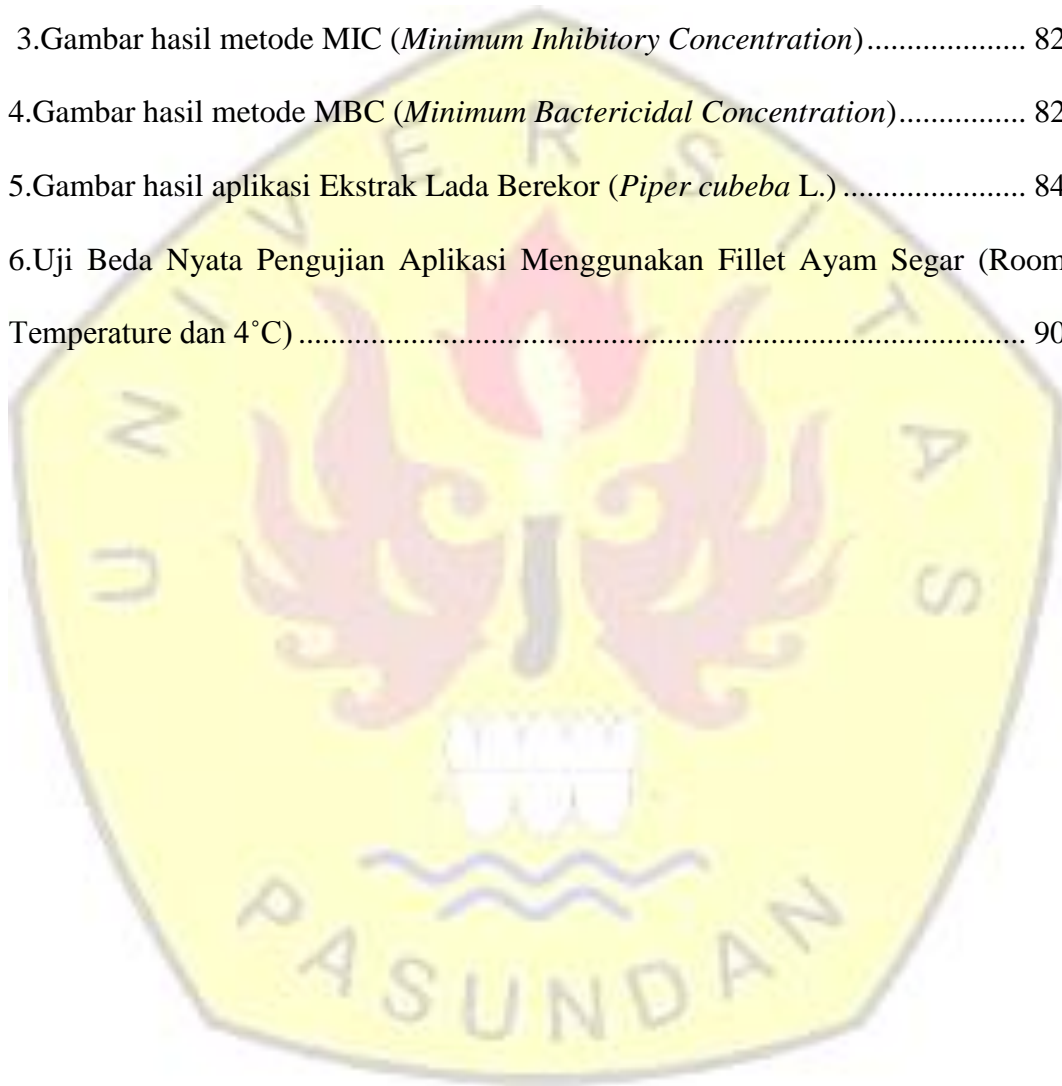 3.Gambar hasil metode MIC (Minimum Inhibitory Concentration)..................... 82
4.Gambar hasil metode MBC (Minimum Bactericidal Concentration)................ 82
5.Gambar hasil aplikasi Ekstrak Lada Berekor (Piper cubeba L.) ....................... 84
6.Uji Beda Nyata Pengujian Aplikasi Menggunakan Fillet Ayam Segar (Room
Temperature dan 4˚C) ........................................................................................... 90
UNIVERSITAS
PASUNDAN